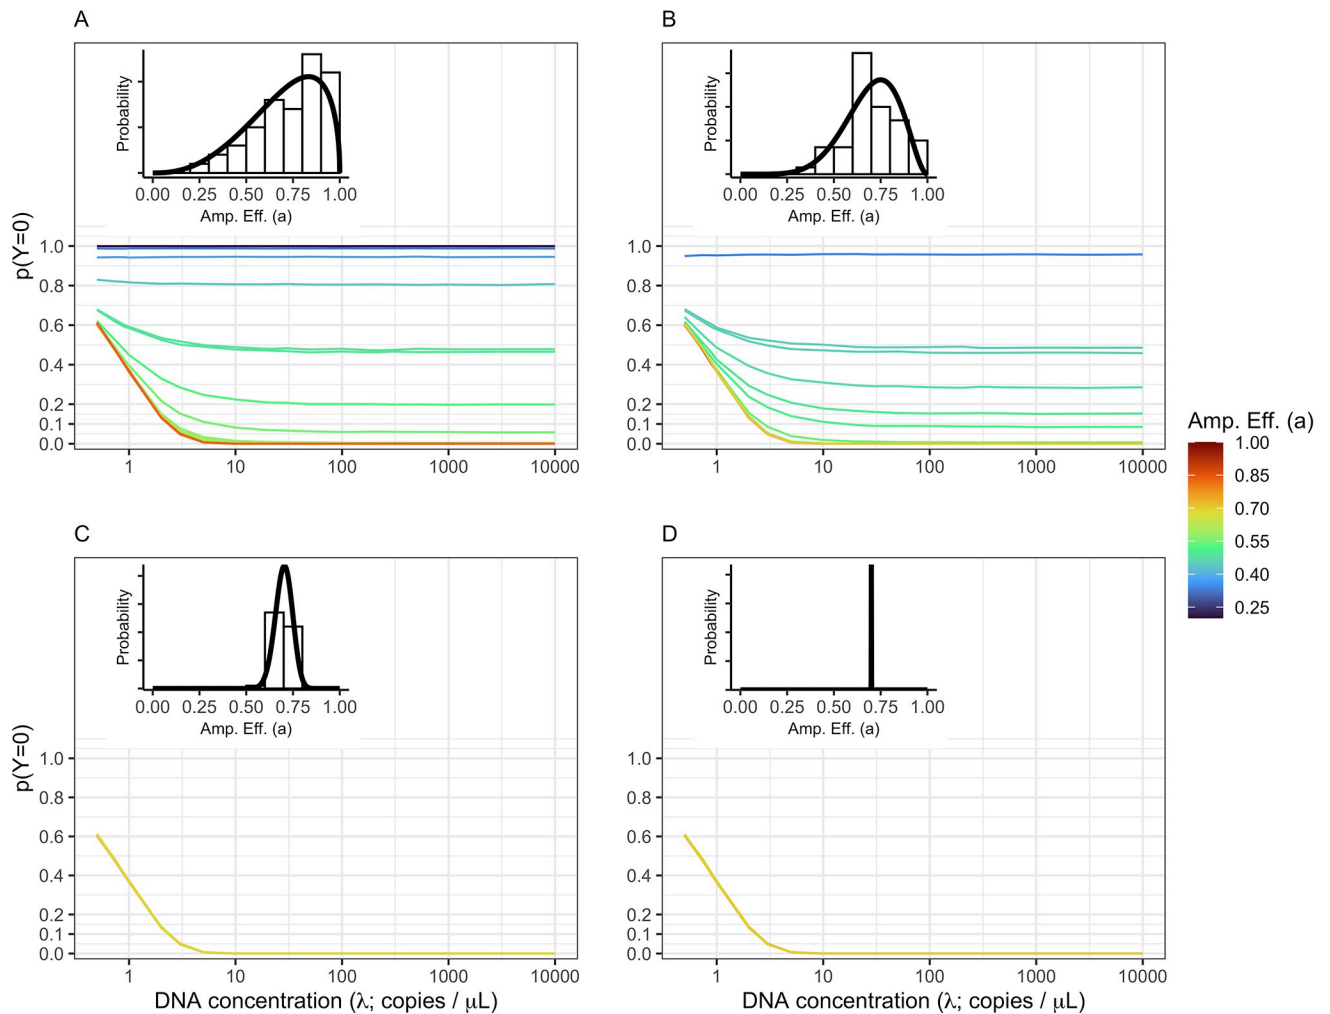 A
B
Probability
0.00 0.25 0.50 0.75 1.00
Amp. Eff. (a)
Probability
0.00 0.25 0.50 0.75 1.00
Amp. Eff. (a)
p(Y=0)
1.0
0.8
0.6
0.4
0.2
0.1
0.0
1 10 100 1000 10000
1.0
0.8
0.6
0.4
0.2
0.1
0.0
1 10 100 1000 10000
Amp. Eff. (a)
1.00
0.85
0.70
0.55
0.40
0.25
C
D
Probability
0.00 0.25 0.50 0.75 1.00
Amp. Eff. (a)
Probability
0.00 0.25 0.50 0.75 1.00
Amp. Eff. (a)
p(Y=0)
1.0
0.8
0.6
0.4
0.2
0.1
0.0
1 10 100 1000 10000
DNA concentration (λ; copies / μL)
1.0
0.8
0.6
0.4
0.2
0.1
0.0
1 10 100 1000 10000
DNA concentration (λ; copies / μL)